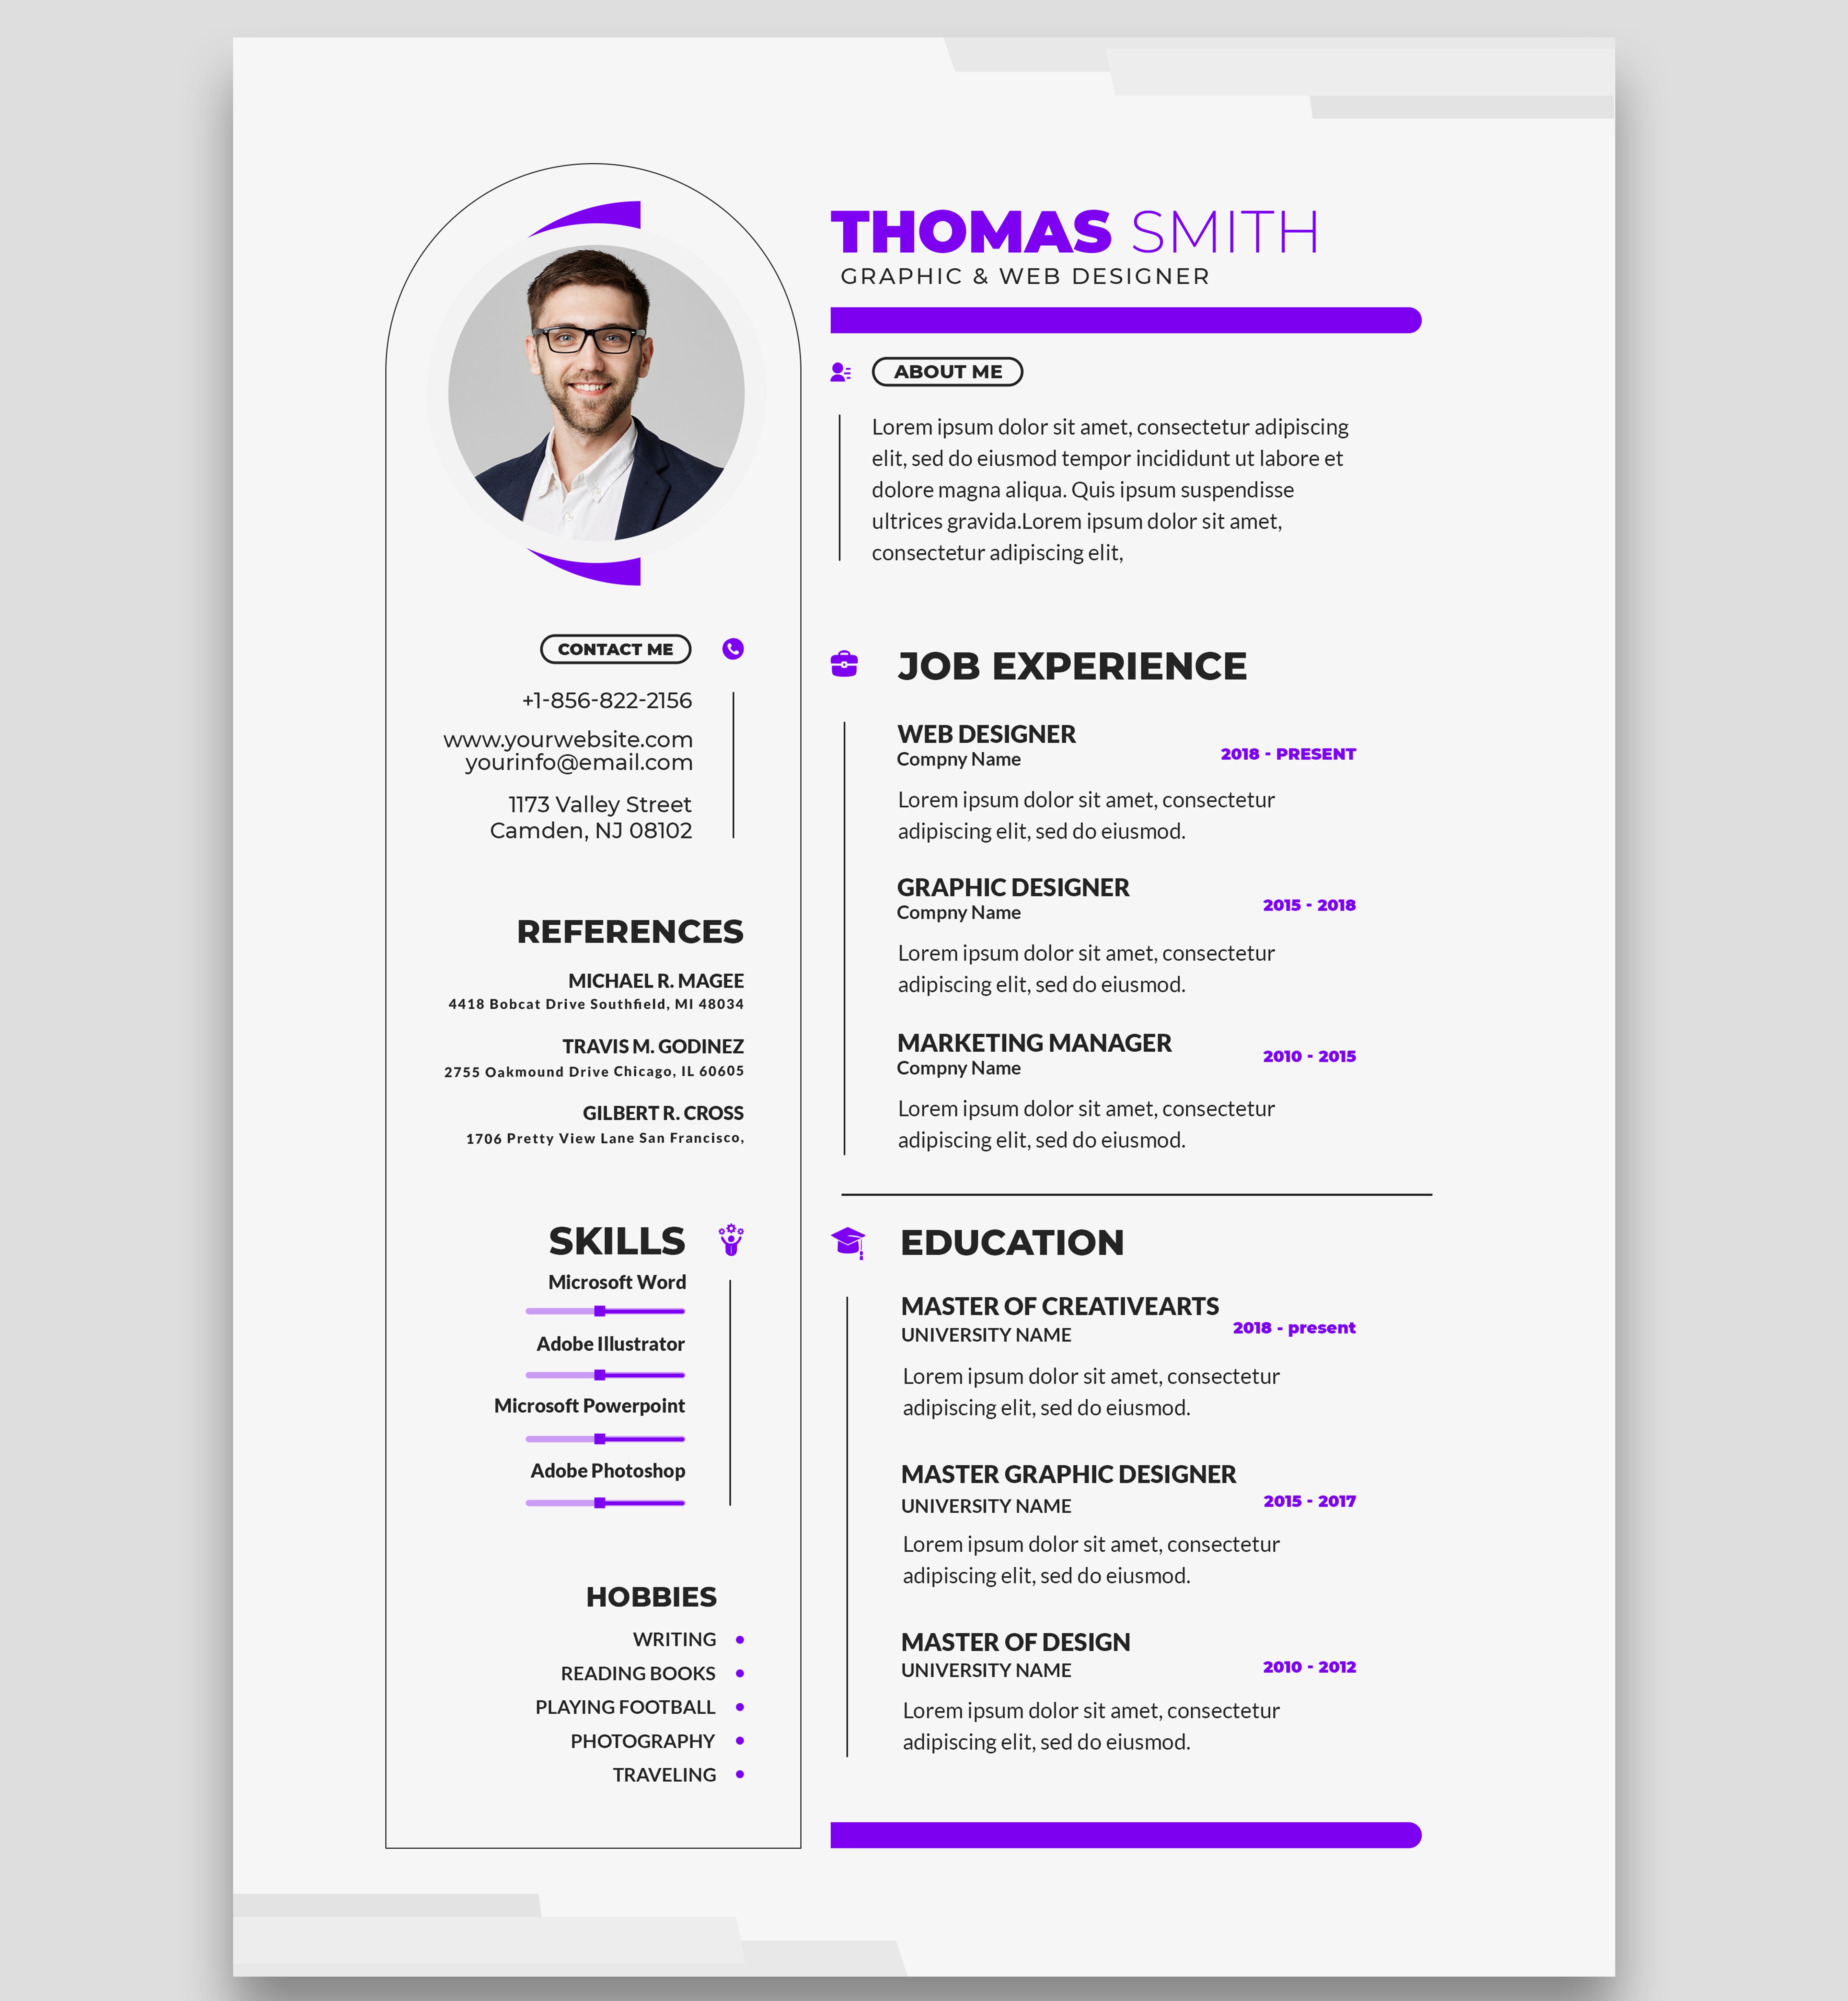 THOMAS SMITH
GRAPHIC & WEB DESIGNER
ABOUT ME
Lorem ipsum dolor sit amet, consectetur adipiscing
elit, sed do eiusmod tempor incididunt ut labore et
dolore magna aliqua. Quis ipsum suspendisse
ultrices gravida.Lorem ipsum dolor sit amet,
consectetur adipiscing elit,
CONTACT ME
+1-856-822-2156
www.yourwebsite.com
yourinfo@email.com
1173 Valley Street
Camden, NJ 08102
REFERENCES
MICHAEL R. MAGEE
4418 Bobcat Drive Southfield, MI 48034
TRAVIS M. GODINEZ
2755 Oakmound Drive Chicago, IL 60605
GILBERT R. CROSS
1706 Pretty View Lane San Francisco,
SKILLS
Microsoft Word
Adobe Illustrator
Microsoft Powerpoint
Adobe Photoshop
HOBBIES
WRITING
READING BOOKS
PLAYING FOOTBALL
PHOTOGRAPHY
TRAVELING
JOB EXPERIENCE
WEB DESIGNER
Compny Name
2018 - PRESENT
Lorem ipsum dolor sit amet, consectetur
adipiscing elit, sed do eiusmod.
GRAPHIC DESIGNER
Compny Name
2015 - 2018
Lorem ipsum dolor sit amet, consectetur
adipiscing elit, sed do eiusmod.
MARKETING MANAGER
Compny Name
2010 - 2015
Lorem ipsum dolor sit amet, consectetur
adipiscing elit, sed do eiusmod.
EDUCATION
MASTER OF CREATIVEARTS
UNIVERSITY NAME
2018 - present
Lorem ipsum dolor sit amet, consectetur
adipiscing elit, sed do eiusmod.
MASTER GRAPHIC DESIGNER
UNIVERSITY NAME
2015 - 2017
Lorem ipsum dolor sit amet, consectetur
adipiscing elit, sed do eiusmod.
MASTER OF DESIGN
UNIVERSITY NAME
2010 - 2012
Lorem ipsum dolor sit amet, consectetur
adipiscing elit, sed do eiusmod.